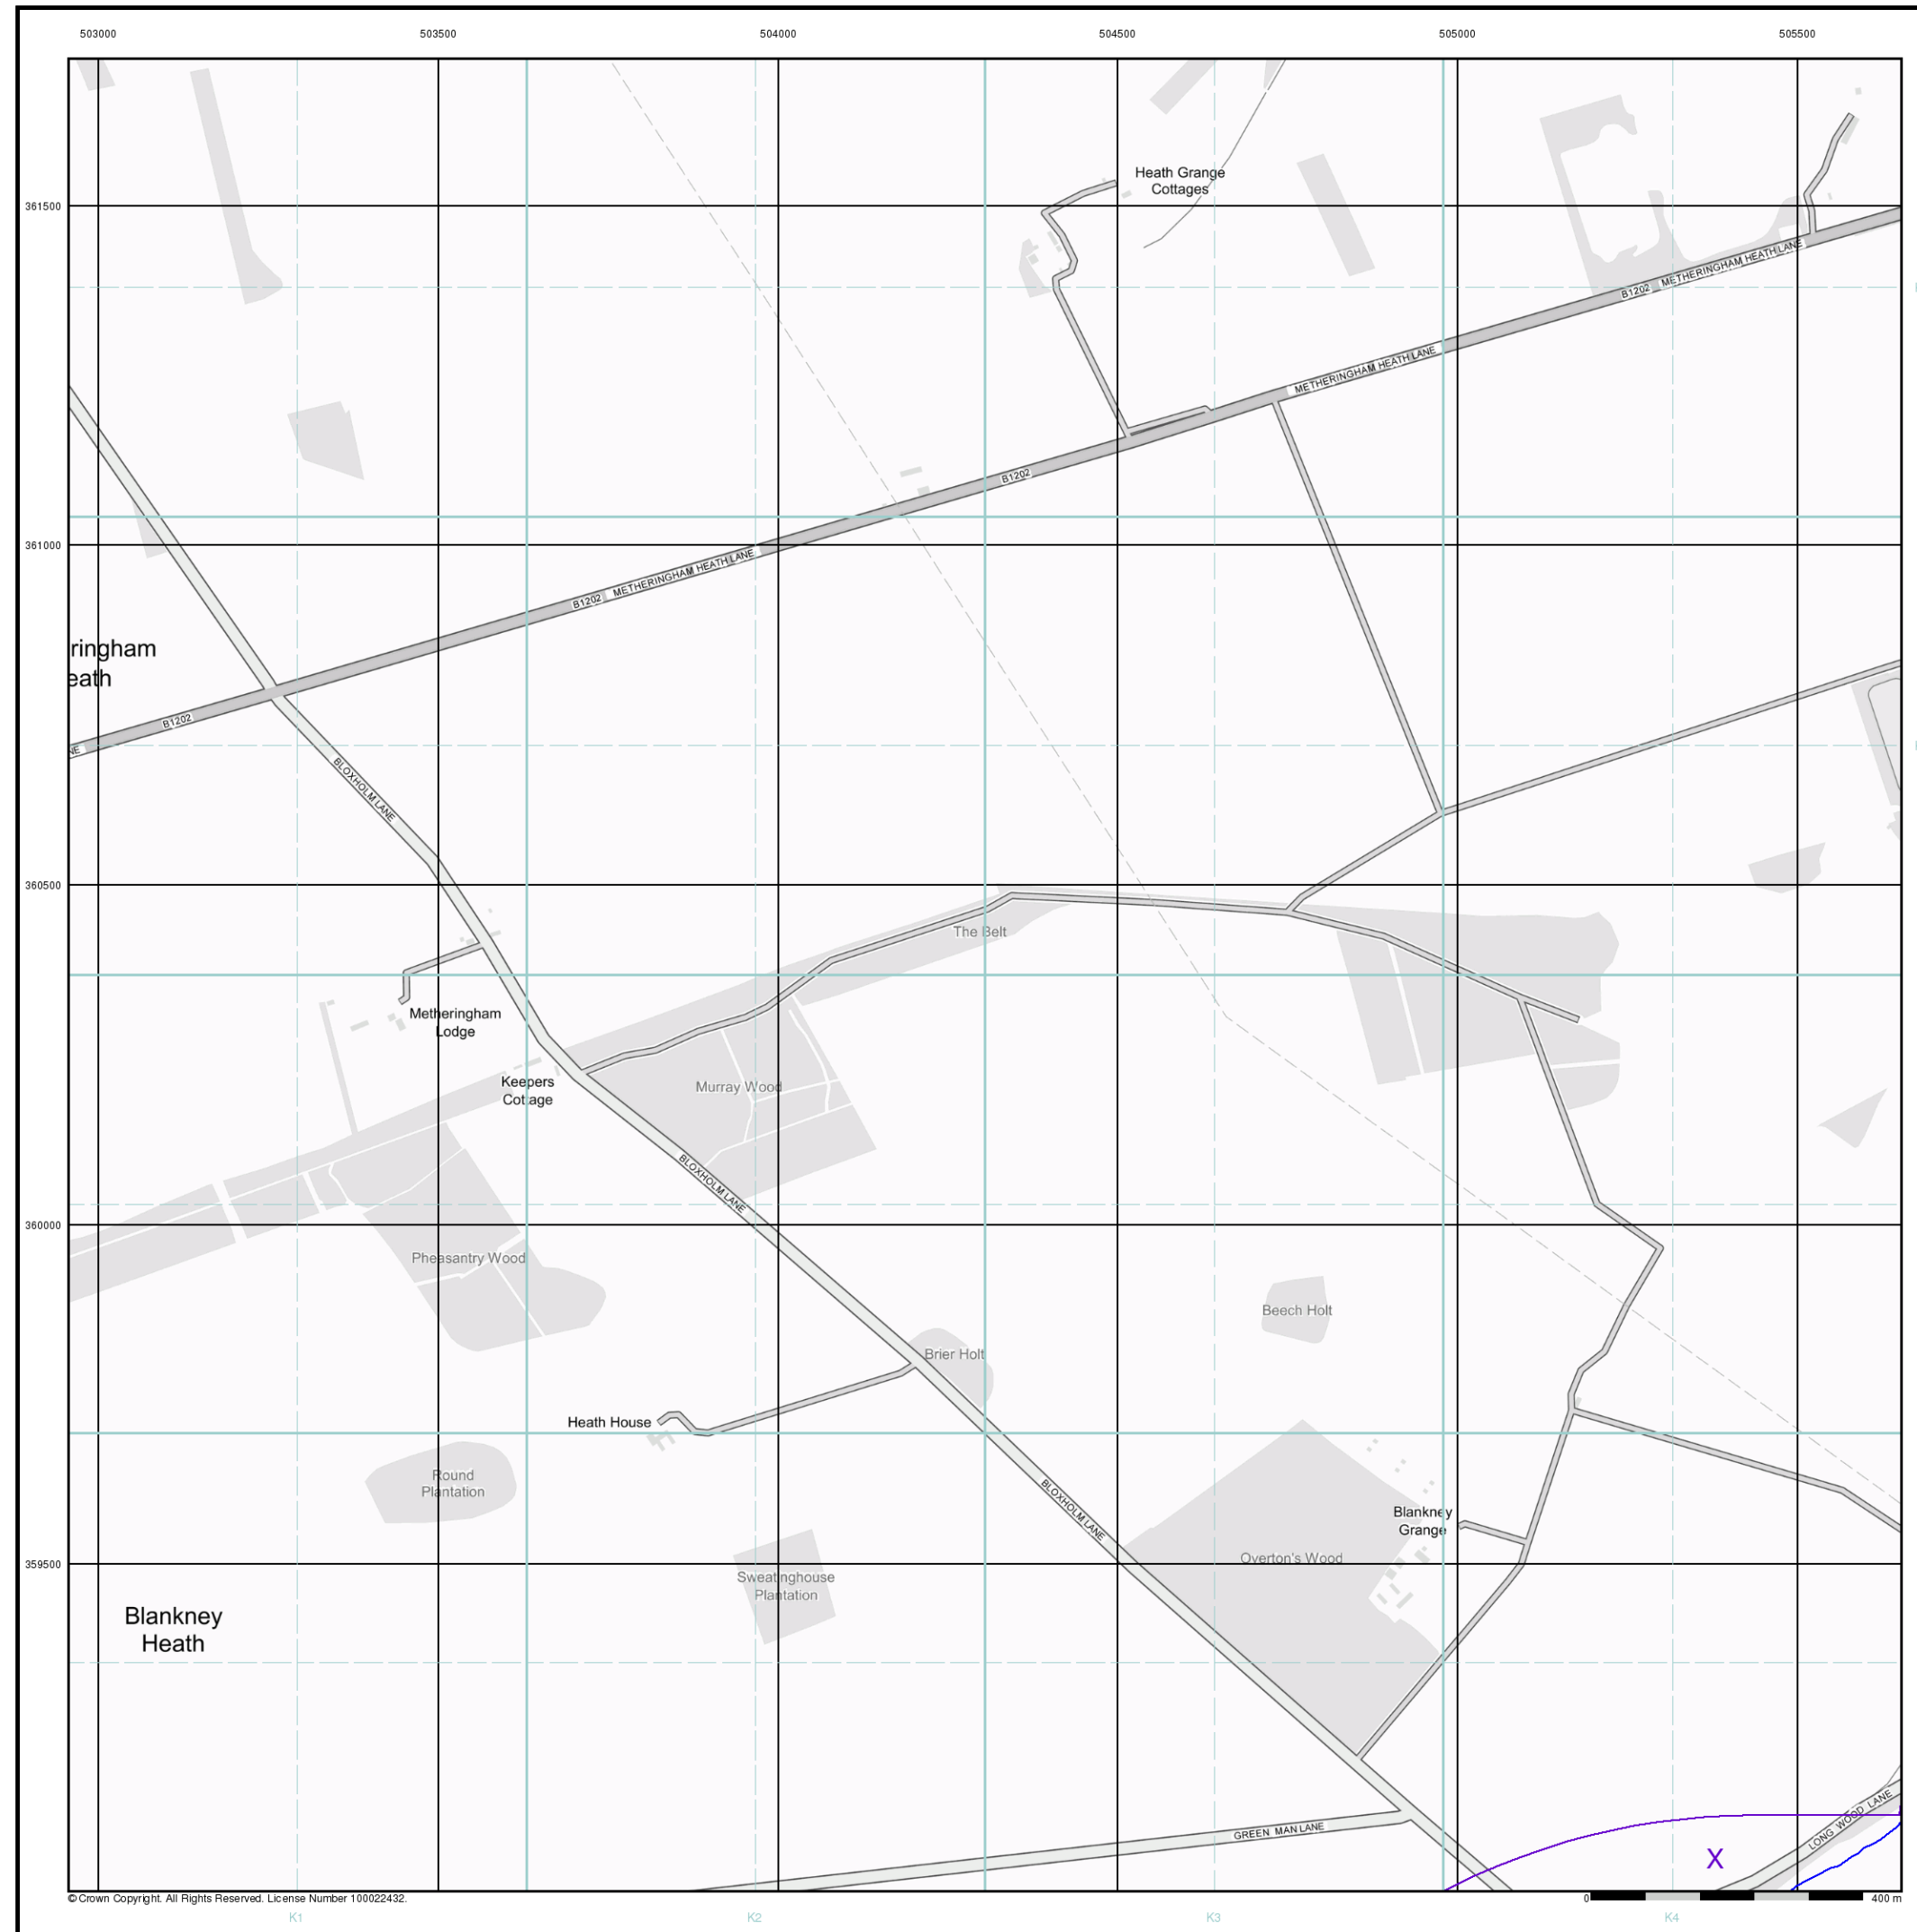 503000 503500 504000 504500 505000 505500
Heath Grange
Cottages
361500
B1202 METHERINGHAM HEATH LANE
METHERINGHAM HEATH LANE
B1202
361000
B1202 METHERINGHAM HEATH LANE
ringham
eath
B1202
NE
BLOXHOLM LANE
360500
The Belt
Metheringham
Lodge
Keepers
Cottage
Murray Wood
BLOXHOLM LANE
360000
Pheasantry Wood
Beech Holt
Brier Holt
Heath House
Round
Plantation
BLOXHOLM LANE
Blankney
Grange
359500
Overton's Wood
Sweatinghouse
Plantation
Blankney
Heath
GREEN MAN LANE
LONG WOOD LANE
X
© Crown Copyright. All Rights Reserved. License Number 100022432.
0 400 m
K1 K2 K3 K4